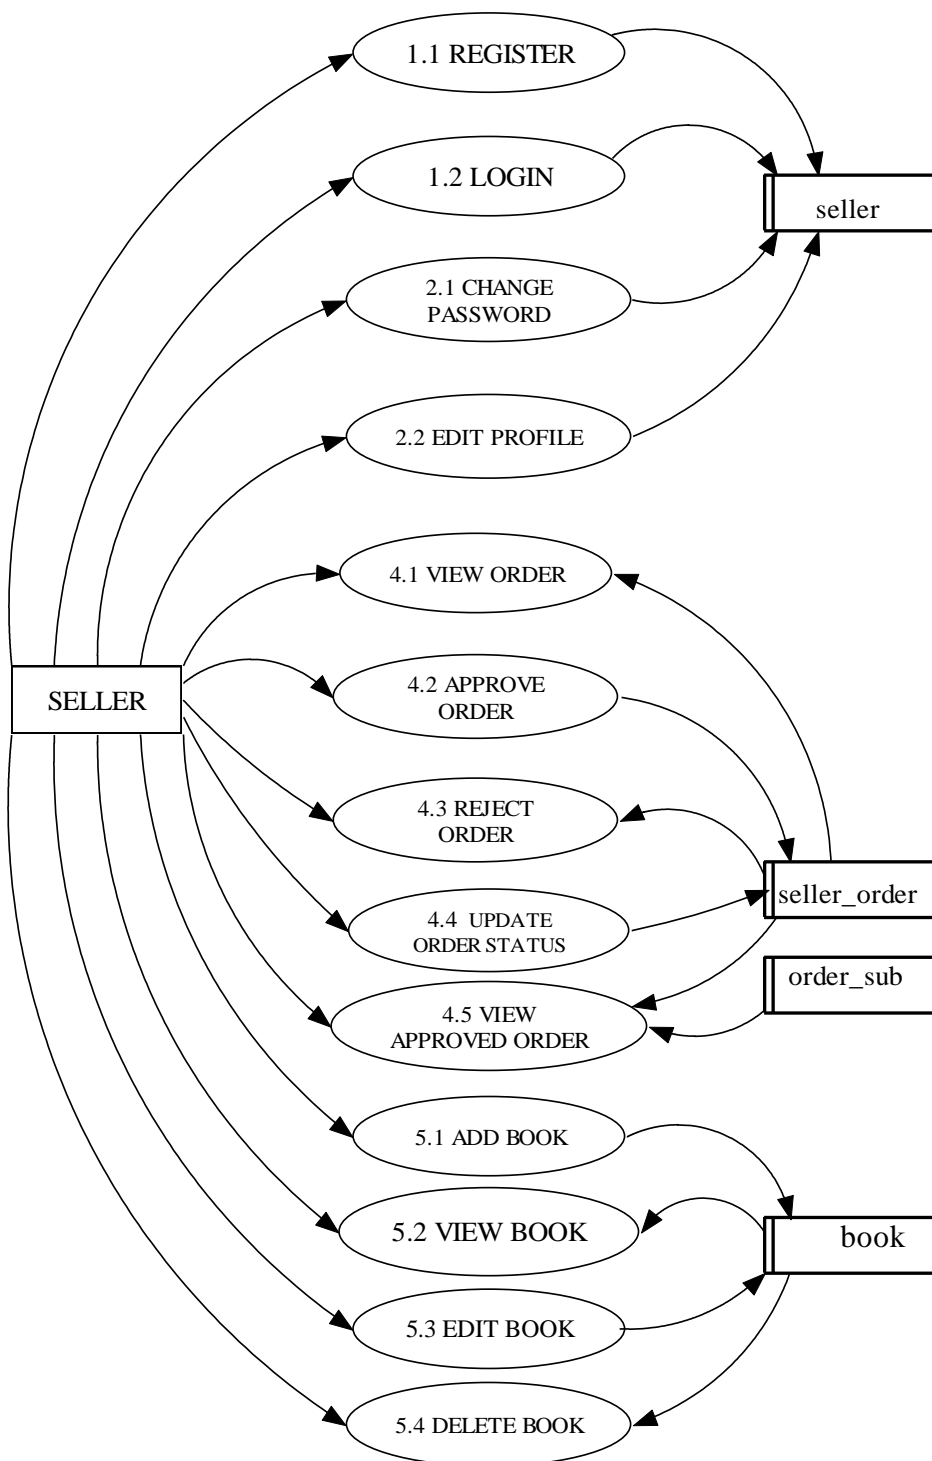 1.1 REGISTER
1.2 LOGIN
seller
2.1 CHANGE
PASSWORD
2.2 EDIT PROFILE
4.1 VIEW ORDER
SELLER
4.2 APPROVE
ORDER
4.3 REJECT
ORDER
seller_order
4.4 UPDATE
ORDER STATUS
order_sub
4.5 VIEW
APPROVED ORDER
5.1 ADD BOOK
5.2 VIEW BOOK
book
5.3 EDIT BOOK
5.4 DELETE BOOK